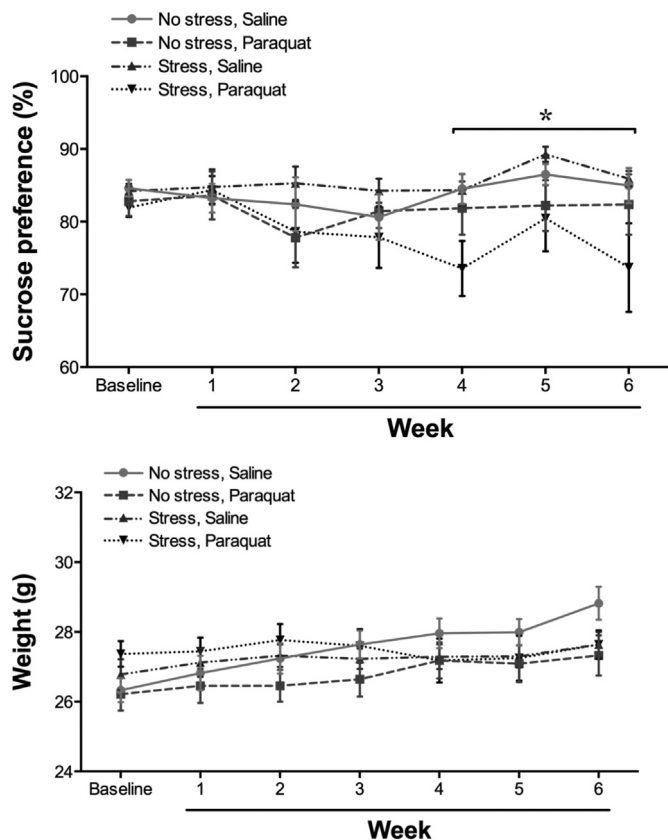 No stress, Saline
No stress, Paraquat
Stress, Saline
Stress, Paraquat
100
*
90
80
70
60
Sucrose preference (%)
Baseline 1 2 3 4 5 6
Week
No stress, Saline
No stress, Paraquat
Stress, Saline
Stress, Paraquat
32
30
28
26
24
Weight (g)
Baseline 1 2 3 4 5 6
Week